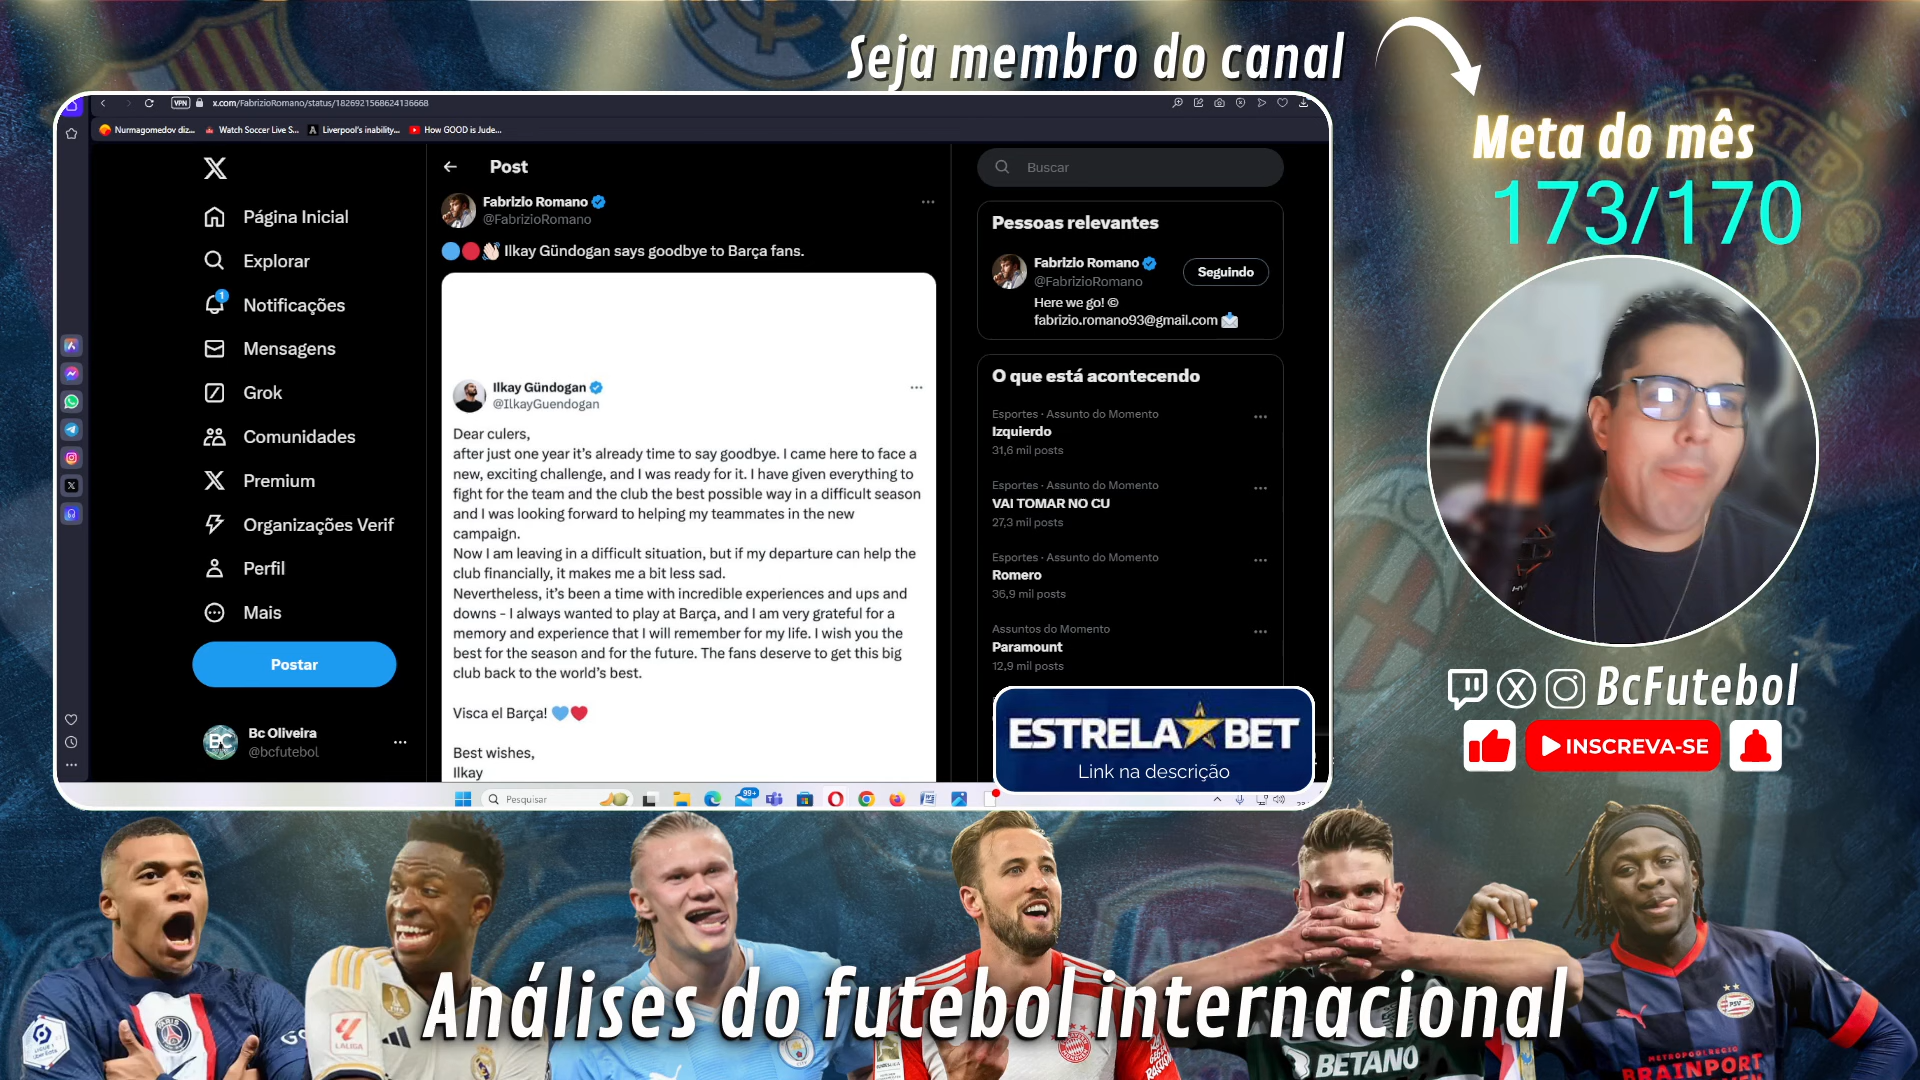 Seja membro do canal
Meta do mês
173/170
VPN
x.com/FabrizioRomano/status/1826921568624136668
Nurmagomedov diz...
Watch Soccer Live S...
Liverpool's inability...
How GOOD is Jude...
Página Inicial
Explorar
1
Notificações
Mensagens
Grok
Comunidades
Premium
Organizações Verif
Perfil
Mais
Postar
Bc Oliveira
@bcfutebol
Post
Fabrizio Romano
@FabrizioRomano
Ilkay Gündogan says goodbye to Barça fans.
Ilkay Gündogan
@IlkayGuendogan
Dear culers,
after just one year it's already time to say goodbye. I came here to face a
new, exciting challenge, and I was ready for it. I have given everything to
fight for the team and the club the best possible way in a difficult season
and I was looking forward to helping my teammates in the new
campaign.
Now I am leaving in a difficult situation, but if my departure can help the
club financially, it makes me a bit less sad.
Nevertheless, it's been a time with incredible experiences and ups and
downs - I always wanted to play at Barça, and I am very grateful for a
memory and experience that I will remember for my life. I wish you the
best for the season and for the future. The fans deserve to get this big
club back to the world's best.
Visca el Barça!
Best wishes,
Ilkay
Buscar
Pessoas relevantes
Fabrizio Romano
@FabrizioRomano
Seguindo
Here we go! ©
fabrizio.romano93@gmail.com
O que está acontecendo
Esportes · Assunto do Momento
Izquierdo
31,6 mil posts
Esportes · Assunto do Momento
VAI TOMAR NO CU
27,3 mil posts
Esportes · Assunto do Momento
Romero
36,9 mil posts
Assuntos do Momento
Paramount
12,9 mil posts
ESTRELA BET
Link na descrição
Pesquisar
99+
BcFutebol
INSCREVA-SE
Análises do futebol internacional
PARIS
LALIGA
BETANO
PSV
METROPOOLREGIO
BRAINPORT